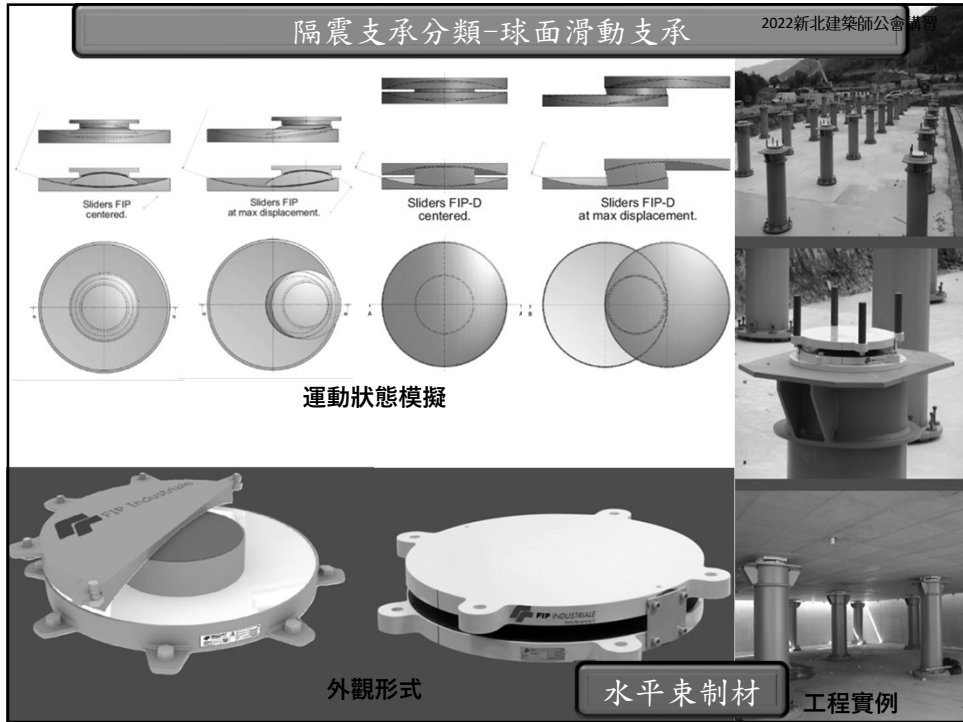 隔震支承分類-球面滑動支承
2022新北建築師公會講習
Sliders FIP
centered.
Sliders FIP
at max displacement.
Sliders FIP-D
centered.
Sliders FIP-D
at max displacement.
運動狀態模擬
FIP Industriale
FIP INDUSTRIALE
外觀形式
水平束制材
工程實例